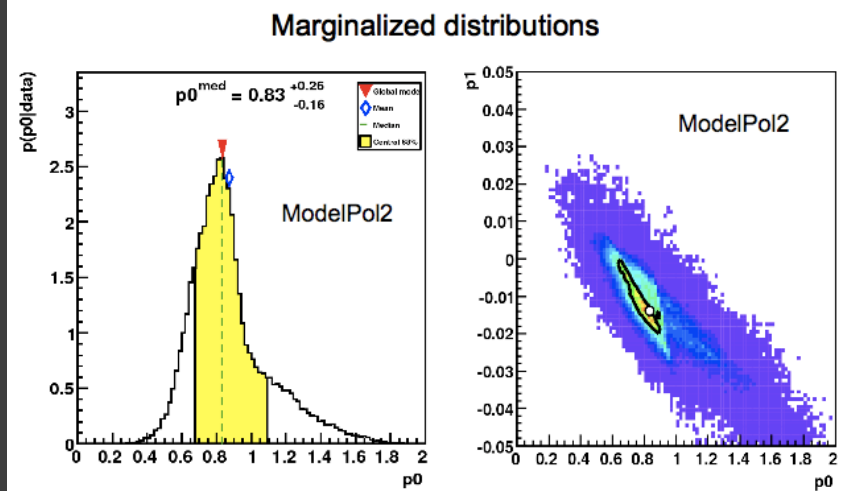 Marginalized distributions
p(p0|data)
p0^med = 0.83 +0.26 -0.16
Global mode
Mean
Median
Central 68%
ModelPol2
3
2.5
2
1.5
1
0.5
0
0 0.2 0.4 0.6 0.8 1 1.2 1.4 1.6 1.8 2
p0
p1
ModelPol2
0.05
0.04
0.03
0.02
0.01
0
-0.01
-0.02
-0.03
-0.04
-0.05
0 0.2 0.4 0.6 0.8 1 1.2 1.4 1.6 1.8 2
p0